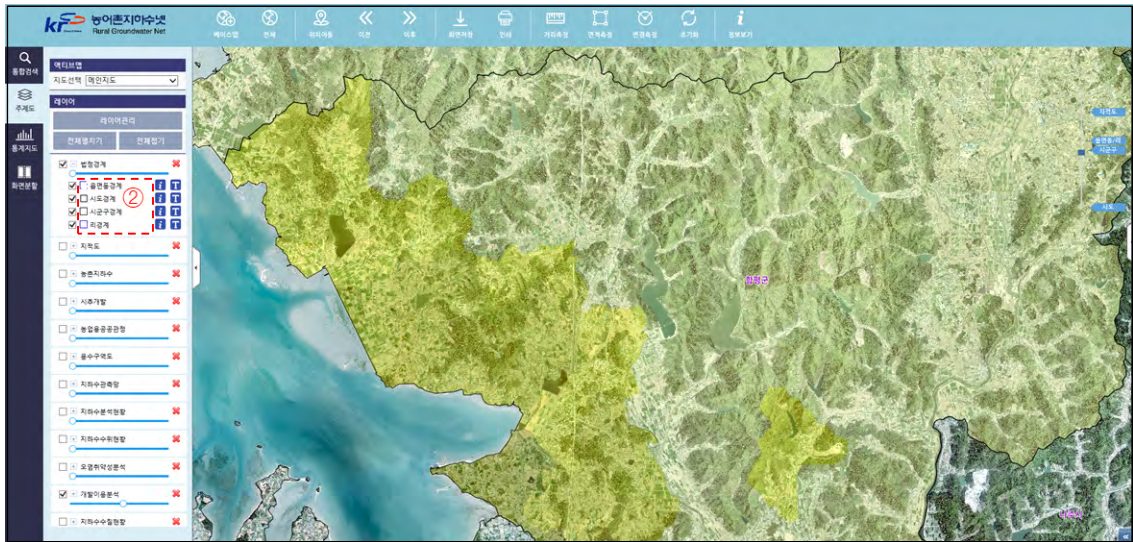 KRC 농어촌지하수넷
Rural Groundwater Net
베이스맵 전체 위치이동 이전 이후 화면저장 인쇄 거리측정 면적측정 반경측정 초기화 정보보기
통합검색
주제도
통계지도
화면분할
액티브맵
지도선택 메인지도
레이어
레이어관리
전체펼치기 전체접기
법정경계
읍면동경계 i T
시도경계 i T
②
시군구경계 i T
리경계 i T
지적도
농촌지하수
시추개발
농업용공공관정
용수구역도
지하수관측망
지하수분석현황
지하수수위현황
오염취약성분석
개발이용분석
지하수수질현황
지적도
읍면동/리
시군구
시도
함평군